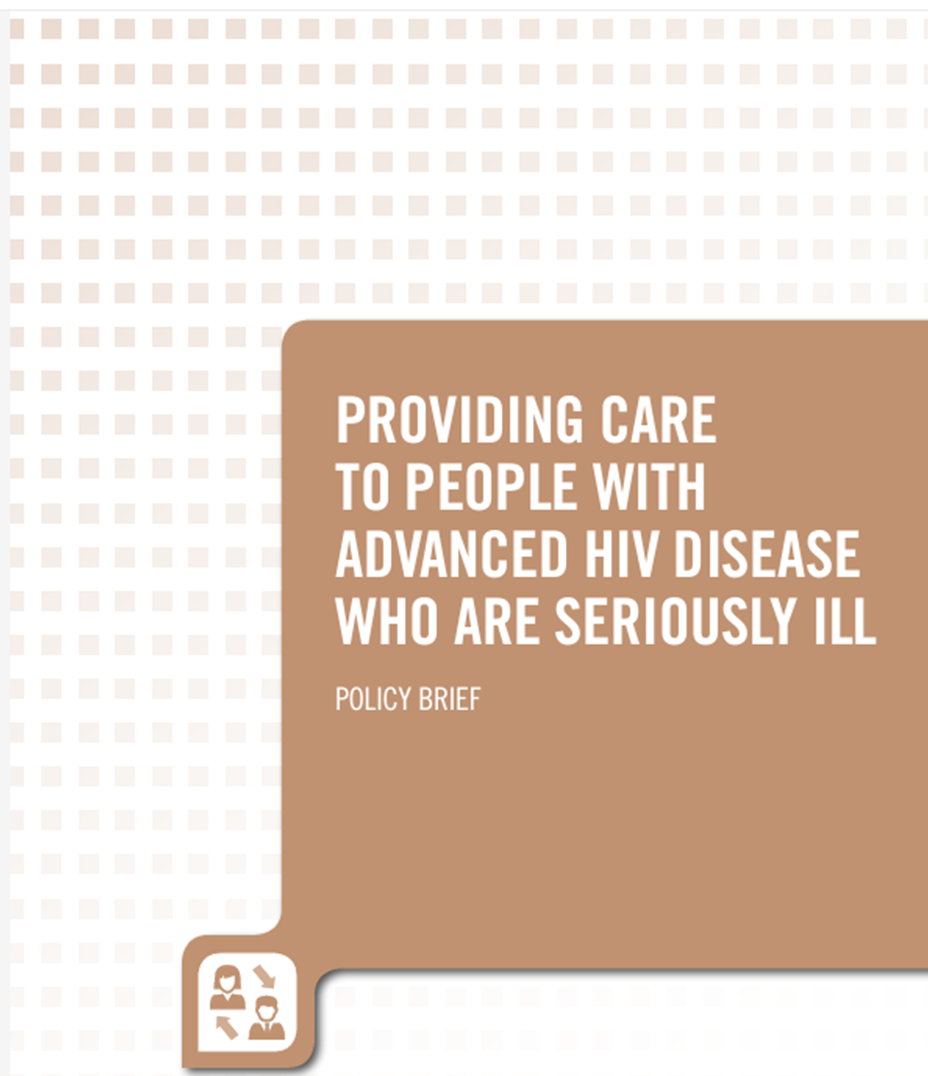 PROVIDING CARE
TO PEOPLE WITH
ADVANCED HIV DISEASE
WHO ARE SERIOUSLY ILL
POLICY BRIEF